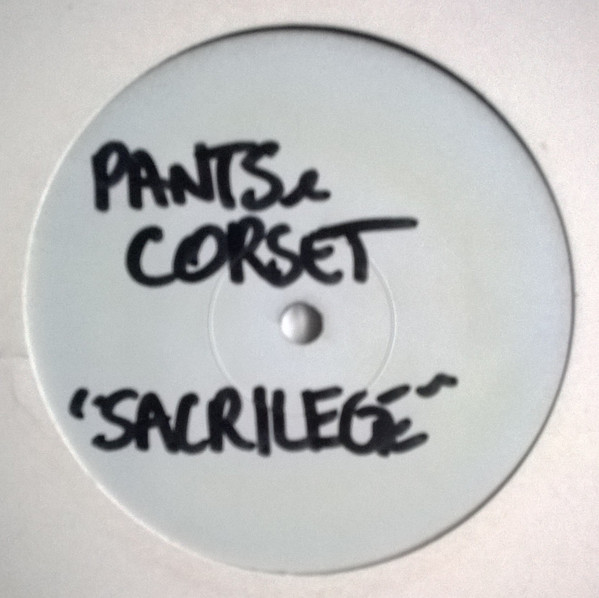 PANTS &
CORSET
"SACRILEGE"